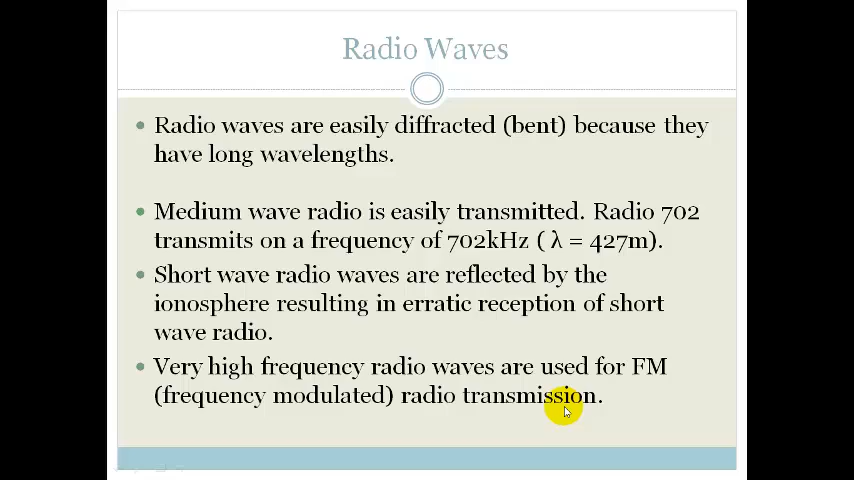 Radio Waves
Radio waves are easily diffracted (bent) because they
have long wavelengths.
Medium wave radio is easily transmitted. Radio 702
transmits on a frequency of 702kHz ( λ = 427m).
Short wave radio waves are reflected by the
ionosphere resulting in erratic reception of short
wave radio.
Very high frequency radio waves are used for FM
(frequency modulated) radio transmission.